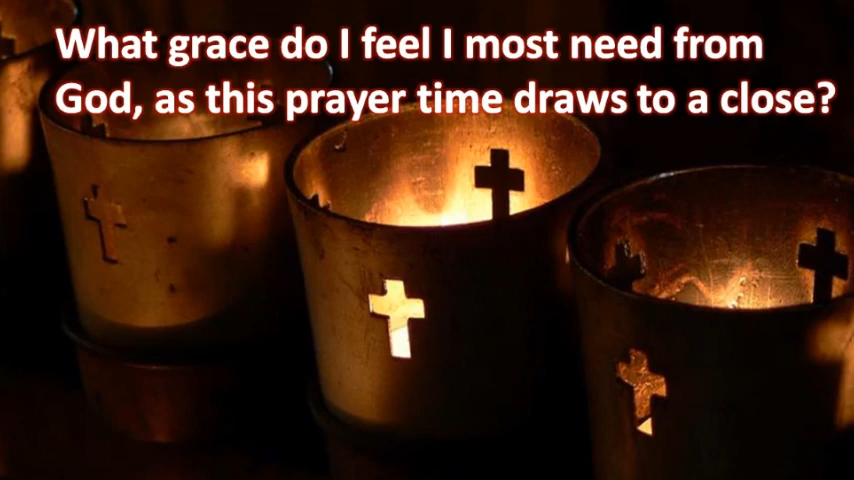 What grace do I feel I most need from
God, as this prayer time draws to a close?